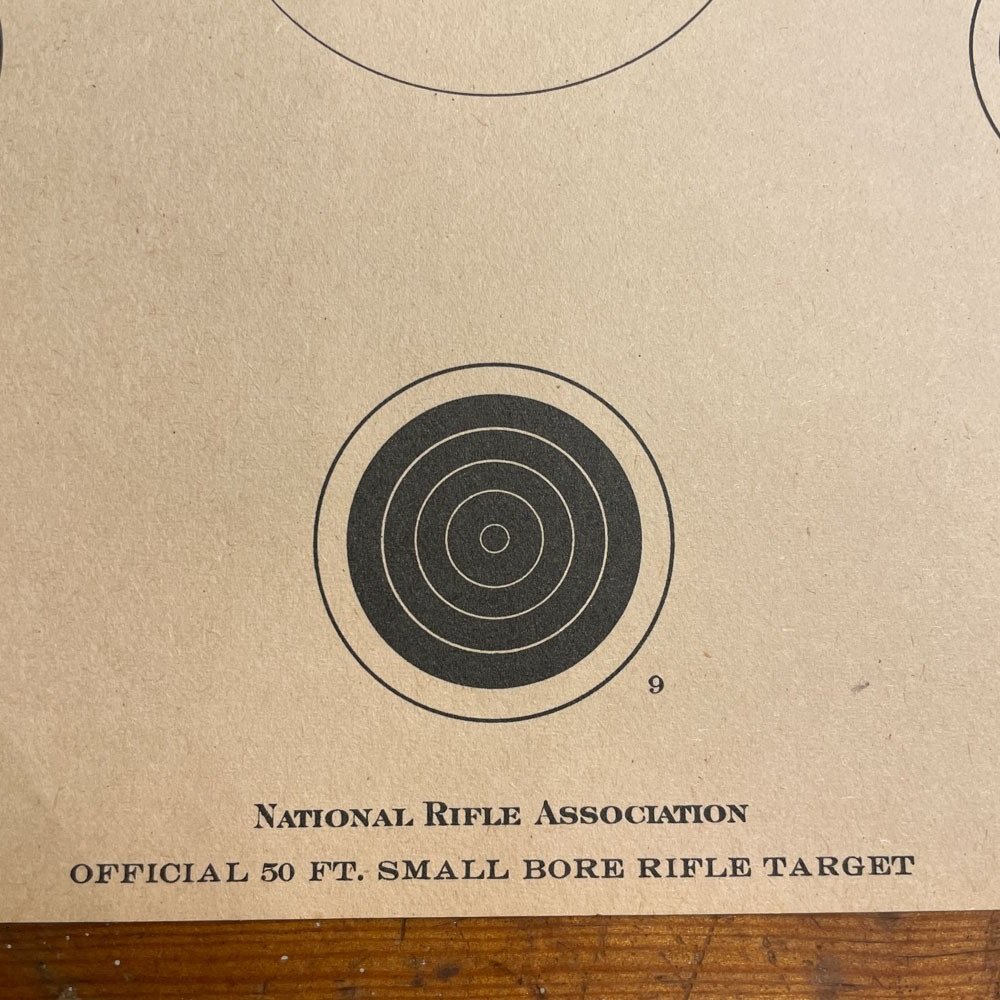 9
NATIONAL RIFLE ASSOCIATION
OFFICIAL 50 FT. SMALL BORE RIFLE TARGET